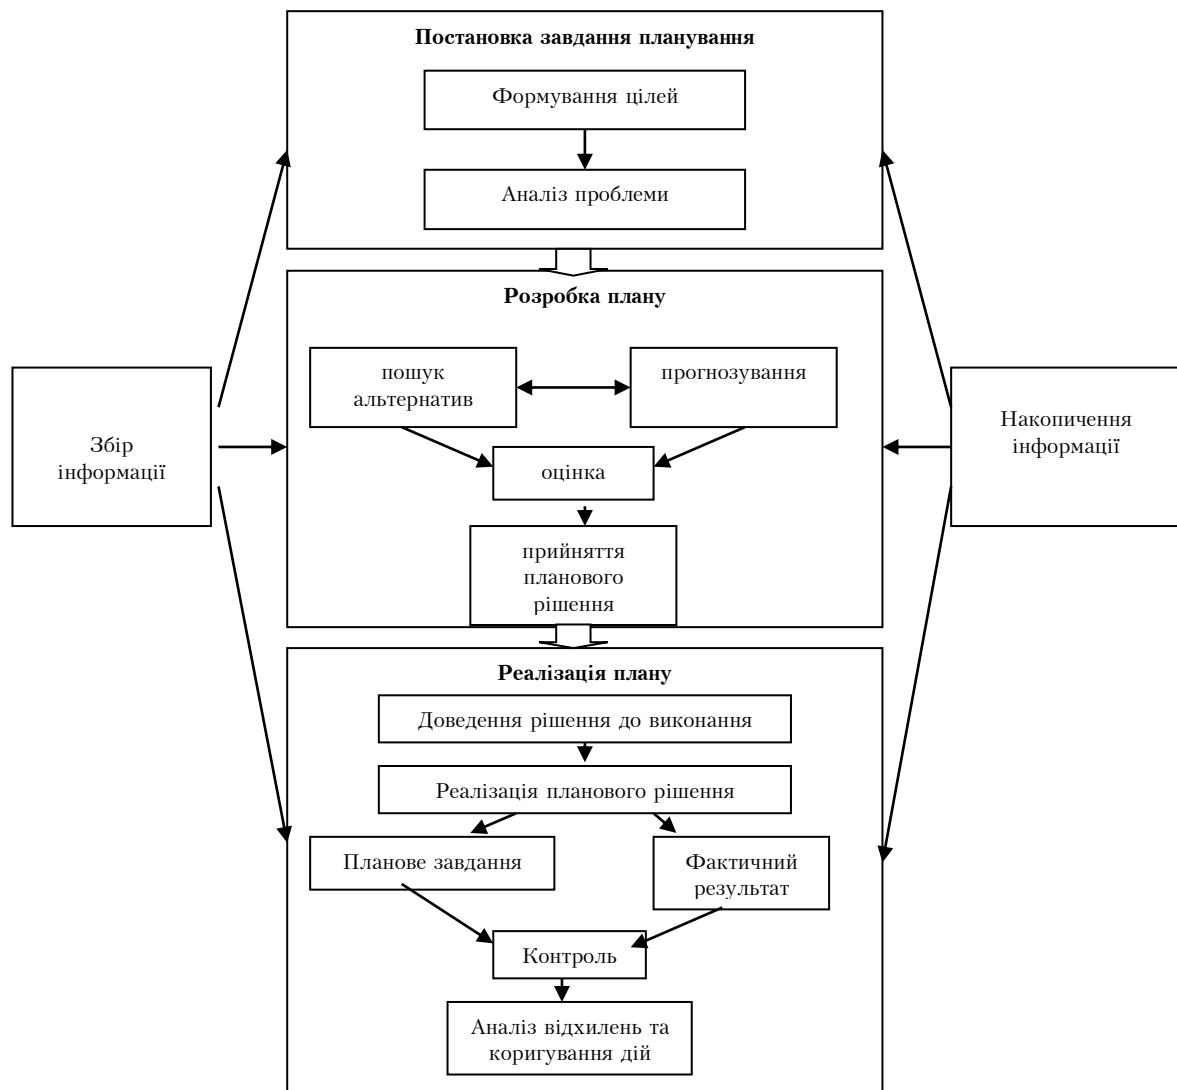 Постановка завдання планування
Формування цілей
Аналіз проблеми
Розробка плану
пошук
альтернатив
прогнозування
Збір
інформації
Накопичення
інформації
оцінка
прийняття
планового
рішення
Реалізація плану
Доведення рішення до виконання
Реалізація планового рішення
Планове завдання
Фактичний
результат
Контроль
Аналіз відхилень та
коригування дій